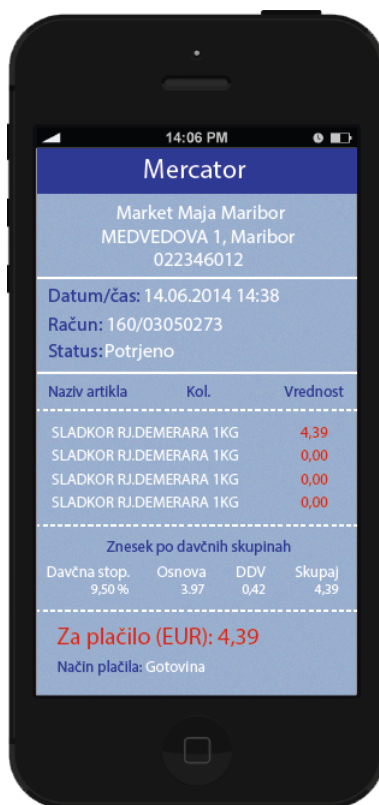 14:06 PM
Mercator
Market Maja Maribor
MEDVEDOVA 1, Maribor
022346012
Datum/čas: 14.06.2014 14:38
Račun: 160/03050273
Status: Potrjeno
Naziv artikla Kol. Vrednost
SLADKOR RJ.DEMERARA 1KG 4,39
SLADKOR RJ.DEMERARA 1KG 0,00
SLADKOR RJ.DEMERARA 1KG 0,00
SLADKOR RJ.DEMERARA 1KG 0,00
Znesek po davčnih skupinah
Davčna stop. Osnova DDV Skupaj
9,50 % 3.97 0,42 4,39
Za plačilo (EUR): 4,39
Način plačila: Gotovina